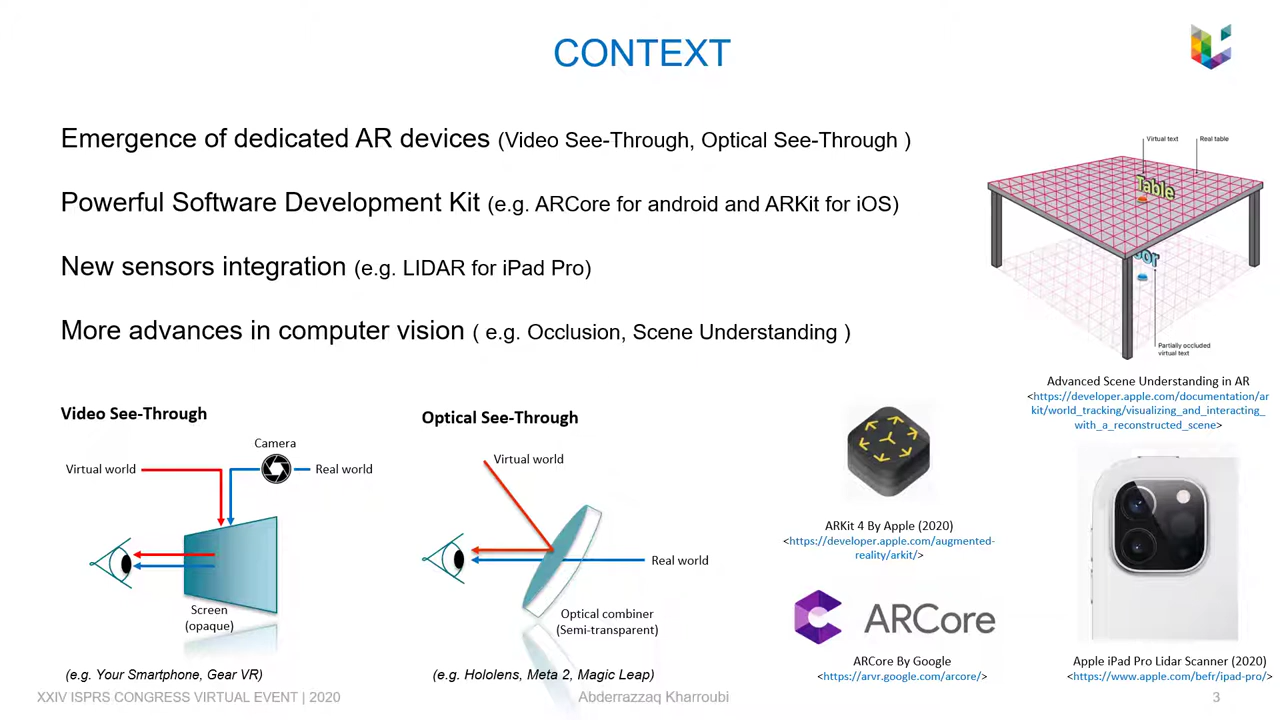 CONTEXT
Emergence of dedicated AR devices (Video See-Through, Optical See-Through )
Powerful Software Development Kit (e.g. ARCore for android and ARKit for iOS)
New sensors integration (e.g. LIDAR for iPad Pro)
More advances in computer vision ( e.g. Occlusion, Scene Understanding )
Virtual text
Real table
Table
oor
Partially occluded
virtual text
Advanced Scene Understanding in AR
<https://developer.apple.com/documentation/ar
kit/world_tracking/visualizing_and_interacting_
with_a_reconstructed_scene>
Video See-Through
Camera
Virtual world
Real world
Screen
(opaque)
(e.g. Your Smartphone, Gear VR)
Optical See-Through
Virtual world
Real world
Optical combiner
(Semi-transparent)
(e.g. Hololens, Meta 2, Magic Leap)
ARKit 4 By Apple (2020)
<https://developer.apple.com/augmented-
reality/arkit/>
ARCore
ARCore By Google
<https://arvr.google.com/arcore/>
Apple iPad Pro Lidar Scanner (2020)
<https://www.apple.com/befr/ipad-pro/>
XXIV ISPRS CONGRESS VIRTUAL EVENT | 2020
Abderrazzaq Kharroubi
3